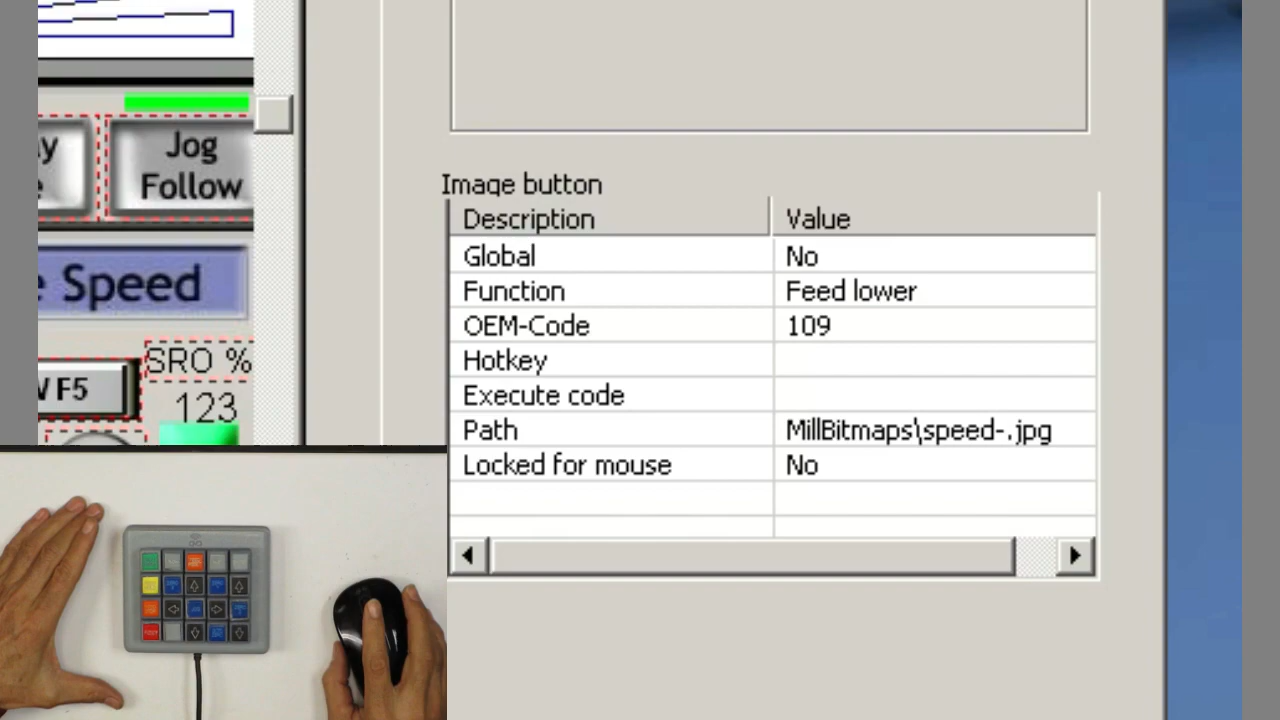 Jog
Follow
Speed
F5
SRO %
123
Image button
Description Value
Global No
Function Feed lower
OEM-Code 109
Hotkey
Execute code
Path MillBitmaps\speed-.jpg
Locked for mouse No